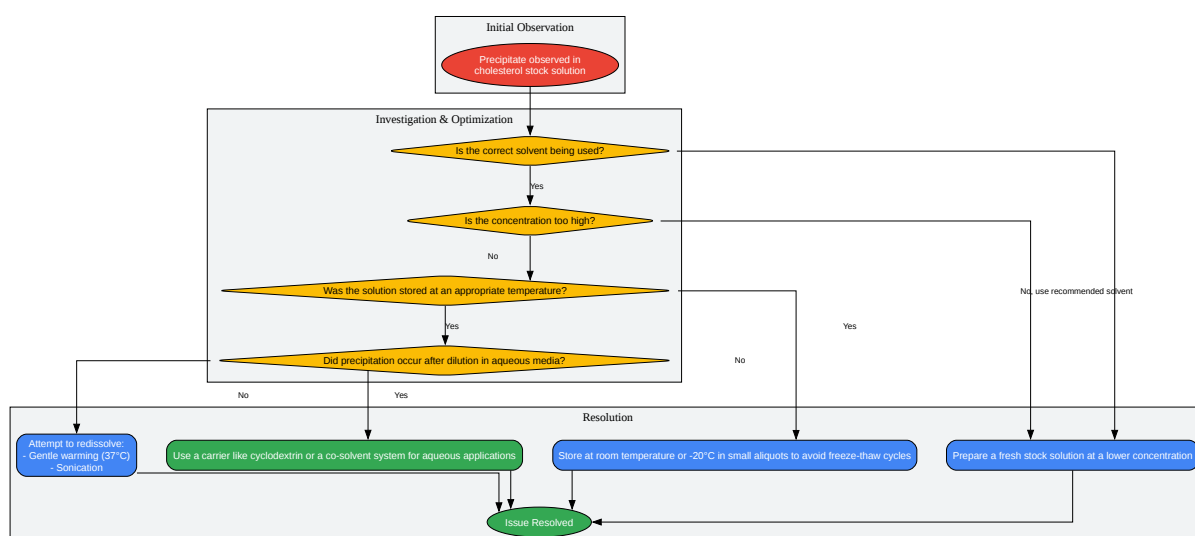 Initial Observation
Precipitate observed in
cholesterol stock solution
Investigation & Optimization
Is the correct solvent being used?
Yes
Is the concentration too high?
No
Was the solution stored at an appropriate temperature?
No, use recommended solvent
Yes
Yes
Did precipitation occur after dilution in aqueous media?
No
No
Yes
Resolution
Attempt to redissolve:
- Gentle warming (37°C)
- Sonication
Use a carrier like cyclodextrin or a co-solvent system for aqueous applications
Store at room temperature or -20°C in small aliquots to avoid freeze-thaw cycles
Prepare a fresh stock solution at a lower concentration
Issue Resolved